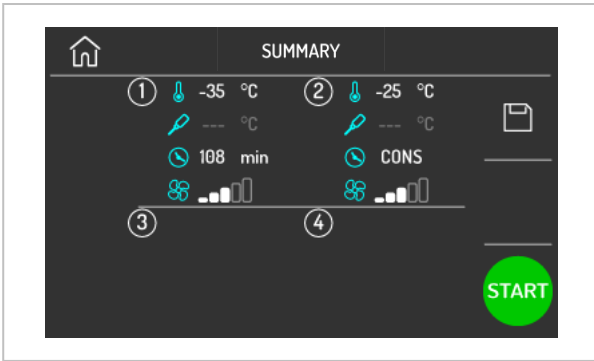 SUMMARY
1 -35 °C 2 -25 °C
--- °C --- °C
108 min CONS
3 4
START